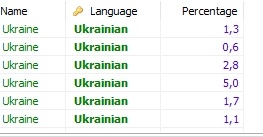 Name Language Percentage
Ukraine Ukrainian 1,3
Ukraine Ukrainian 0,6
Ukraine Ukrainian 2,8
Ukraine Ukrainian 5,0
Ukraine Ukrainian 1,7
Ukraine Ukrainian 1,1